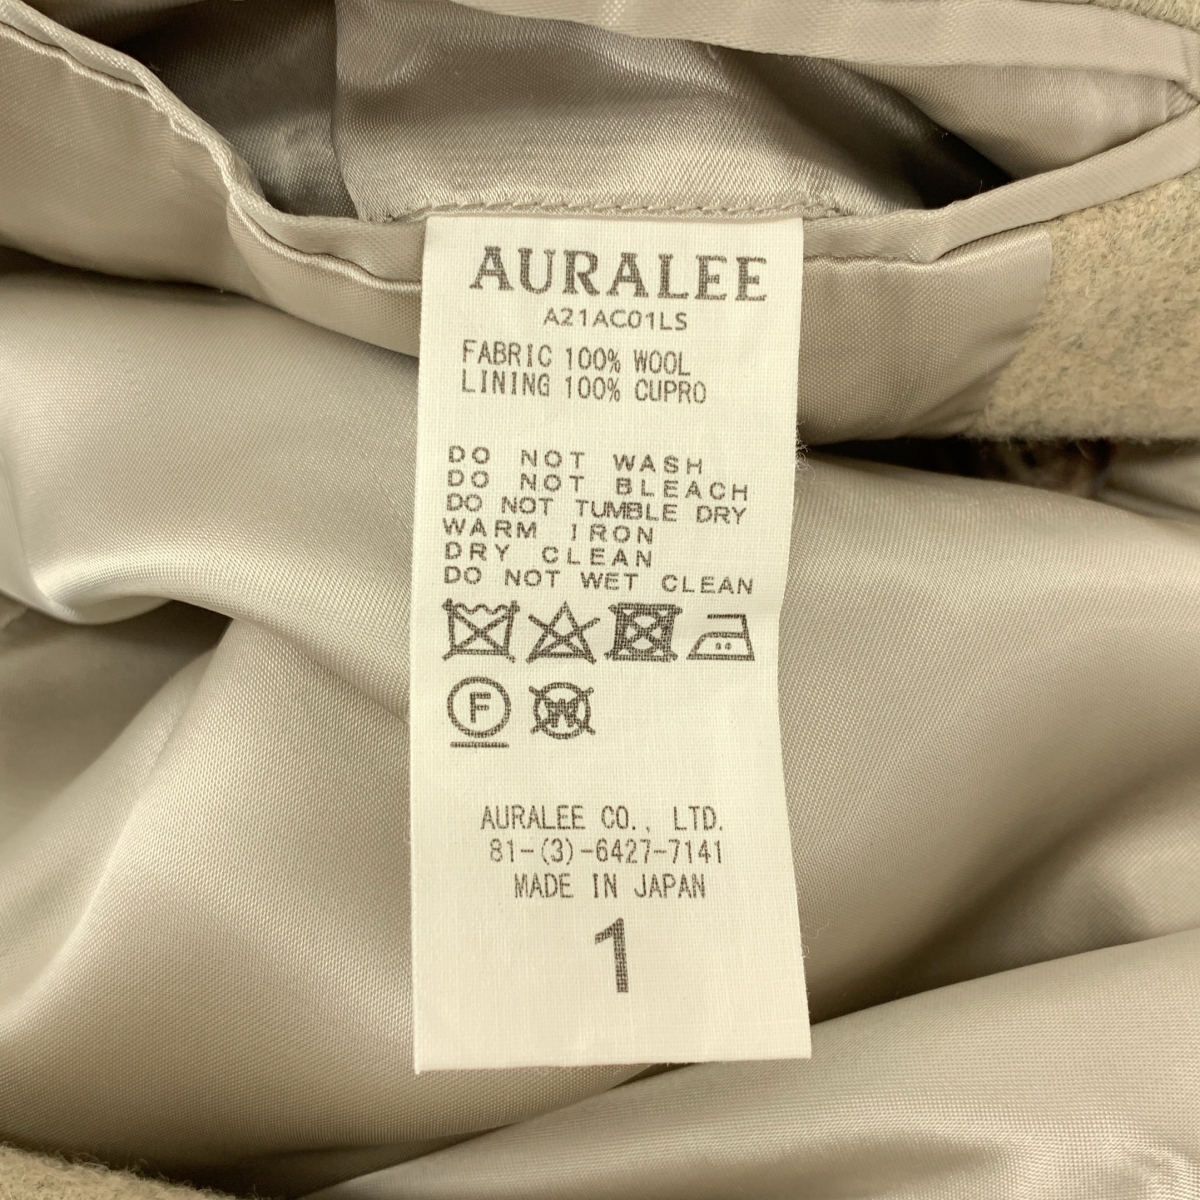 AURALEE
A21AC01LS
FABRIC 100% WOOL
LINING 100% CUPRO
DO NOT WASH
DO NOT BLEACH
DO NOT TUMBLE DRY
WARM IRON
DRY CLEAN
DO NOT WET CLEAN
F W
AURALEE CO., LTD.
81-(3)-6427-7141
MADE IN JAPAN
1